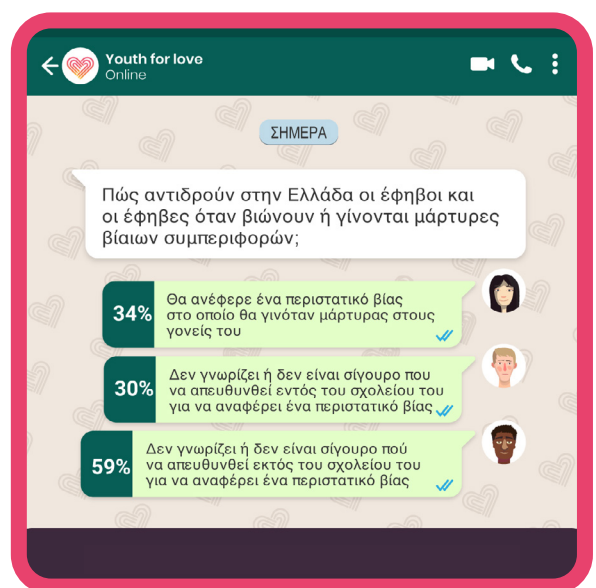 Youth for love
Online
ΣΗΜΕΡΑ
Πώς αντιδρούν στην Ελλάδα οι έφηβοι και
οι έφηβες όταν βιώνουν ή γίνονται μάρτυρες
βίαιων συμπεριφορών;
34%
Θα ανέφερε ένα περιστατικό βίας
στο οποίο θα γινόταν μάρτυρας στους
γονείς του
30%
Δεν γνωρίζει ή δεν είναι σίγουρο που
να απευθυνθεί εντός του σχολείου του
για να αναφέρει ένα περιστατικό βίας
59%
Δεν γνωρίζει ή δεν είναι σίγουρο πού
να απευθυνθεί εκτός του σχολείου του
για να αναφέρει ένα περιστατικό βίας